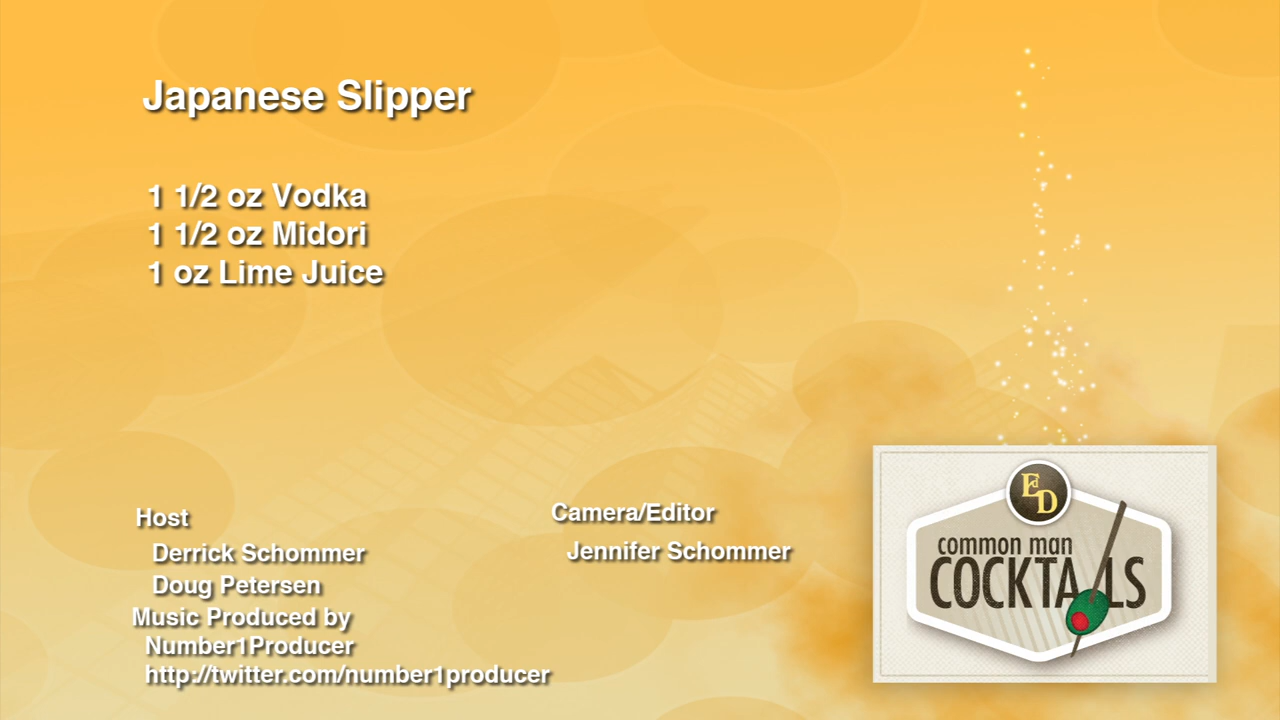 Japanese Slipper
1 1/2 oz Vodka
1 1/2 oz Midori
1 oz Lime Juice
Host
Derrick Schommer
Doug Petersen
Music Produced by
Number1Producer
http://twitter.com/number1producer
Camera/Editor
Jennifer Schommer
EdD
common man
COCKTAILS